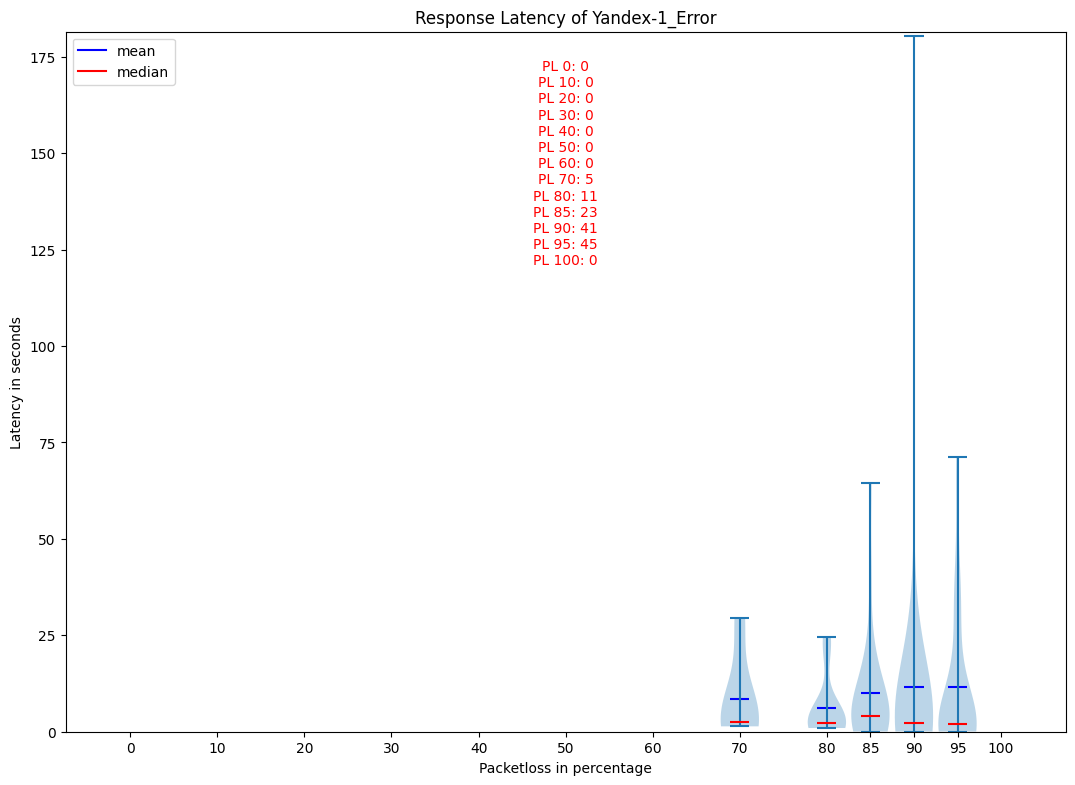 Response Latency of Yandex-1_Error
mean
median
PL 0: 0
PL 10: 0
PL 20: 0
PL 30: 0
PL 40: 0
PL 50: 0
PL 60: 0
PL 70: 5
PL 80: 11
PL 85: 23
PL 90: 41
PL 95: 45
PL 100: 0
Latency in seconds
175
150
125
100
75
50
25
0
0 10 20 30 40 50 60 70 80 85 90 95 100
Packetloss in percentage